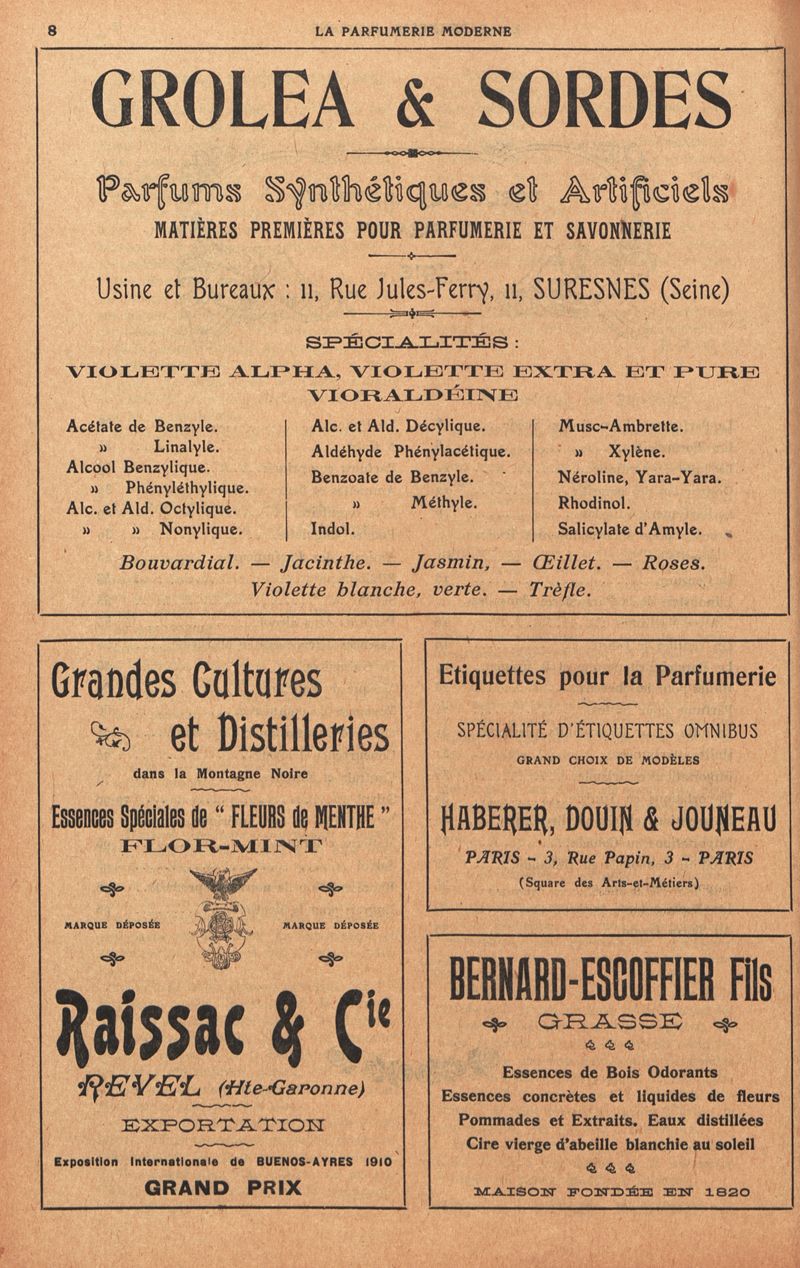 8
LA PARFUMERIE MODERNE
GROLEA & SORDES
Parfums Synthétiques et Artificiels
MATIÈRES PREMIÈRES POUR PARFUMERIE ET SAVONNERIE
Usine et Bureaux : 11, Rue Jules-Ferry, 11, SURESNES (Seine)
SPÉCIALITÉS :
VIOLETTE ALPHA, VIOLETTE EXTRA ET PURE
VIORALDÉINE
Acétate de Benzyle.
» Linalyle.
Alcool Benzylique.
» Phényléthylique.
Alc. et Ald. Octylique.
» » Nonylique.
Alc. et Ald. Décylique.
Aldéhyde Phénylacétique.
Benzoate de Benzyle.
» Méthyle.
Indol.
Musc-Ambrette.
» Xylène.
Néroline, Yara-Yara.
Rhodinol.
Salicylate d'Amyle.
Bouvardial. — Jacinthe. — Jasmin, — Œillet. — Roses.
Violette blanche, verte. — Trèfle.
Grandes Cultures
et Distilleries
dans la Montagne Noire
Essences Spéciales de “ FLEURS de MENTHE ”
FLOR-MINT
MARQUE DÉPOSÉE MARQUE DÉPOSÉE
Raissac & Cie
REVEL (Hte-Garonne)
EXPORTATION
Exposition Internationale de BUENOS-AYRES 1910
GRAND PRIX
Etiquettes pour la Parfumerie
SPÉCIALITÉ D'ÉTIQUETTES OMNIBUS
GRAND CHOIX DE MODÈLES
HABERER, DOUIN & JOUNEAU
PARIS - 3, Rue Papin, 3 - PARIS
(Square des Arts-et-Métiers)
BERNARD-ESCOFFIER Fils
GRASSE
Essences de Bois Odorants
Essences concrètes et liquides de fleurs
Pommades et Extraits. Eaux distillées
Cire vierge d'abeille blanchie au soleil
MAISON FONDÉE EN 1820